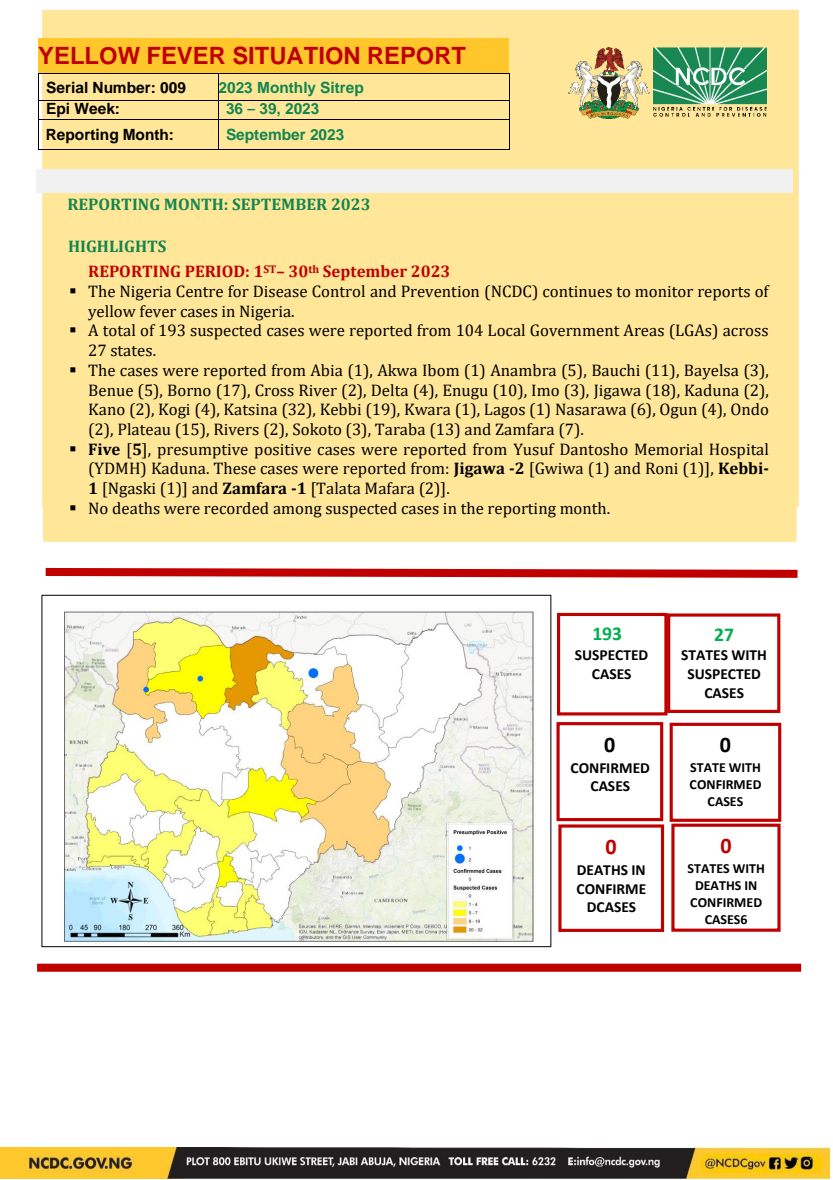 YELLOW FEVER SITUATION REPORT
Serial Number: 009 2023 Monthly Sitrep
Epi Week: 36 – 39, 2023
Reporting Month: September 2023
NCDC
NIGERIA CENTRE FOR DISEASE
CONTROL AND PREVENTION
REPORTING MONTH: SEPTEMBER 2023
HIGHLIGHTS
REPORTING PERIOD: 1ST– 30th September 2023
▪ The Nigeria Centre for Disease Control and Prevention (NCDC) continues to monitor reports of
yellow fever cases in Nigeria.
▪ A total of 193 suspected cases were reported from 104 Local Government Areas (LGAs) across
27 states.
▪ The cases were reported from Abia (1), Akwa Ibom (1) Anambra (5), Bauchi (11), Bayelsa (3),
Benue (5), Borno (17), Cross River (2), Delta (4), Enugu (10), Imo (3), Jigawa (18), Kaduna (2),
Kano (2), Kogi (4), Katsina (32), Kebbi (19), Kwara (1), Lagos (1) Nasarawa (6), Ogun (4), Ondo
(2), Plateau (15), Rivers (2), Sokoto (3), Taraba (13) and Zamfara (7).
▪ Five [5], presumptive positive cases were reported from Yusuf Dantosho Memorial Hospital
(YDMH) Kaduna. These cases were reported from: Jigawa -2 [Gwiwa (1) and Roni (1)], Kebbi-
1 [Ngaski (1)] and Zamfara -1 [Talata Mafara (2)].
▪ No deaths were recorded among suspected cases in the reporting month.
BENIN
CAMEROON
N
W E
S
0 45 90 180 270 360
Km
Presumptive Positive
1
2
Confirmmed Cases
0
Suspected Cases
0
1 - 4
5 - 7
8 - 19
20 - 32
193
SUSPECTED
CASES
27
STATES WITH
SUSPECTED
CASES
0
CONFIRMED
CASES
0
STATE WITH
CONFIRMED
CASES
0
DEATHS IN
CONFIRME
DCASES
0
STATES WITH
DEATHS IN
CONFIRMED
CASES6
NCDC.GOV.NG PLOT 800 EBITU UKIWE STREET, JABI ABUJA, NIGERIA TOLL FREE CALL: 6232 E:info@ncdc.gov.ng @NCDCgov